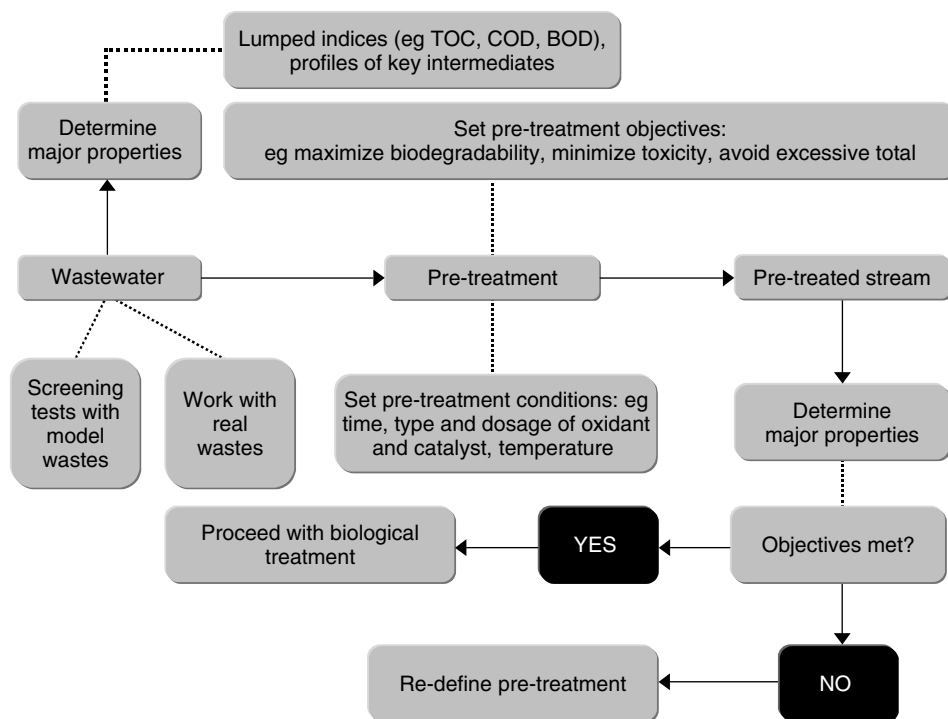 Lumped indices (eg TOC, COD, BOD),
profiles of key intermediates
Determine
major properties
Set pre-treatment objectives:
eg maximize biodegradability, minimize toxicity, avoid excessive total
Wastewater
Pre-treatment
Pre-treated stream
Screening
tests with
model
wastes
Work with
real
wastes
Set pre-treatment conditions: eg
time, type and dosage of oxidant
and catalyst, temperature
Determine
major properties
Proceed with biological
treatment
YES
Objectives met?
Re-define pre-treatment
NO